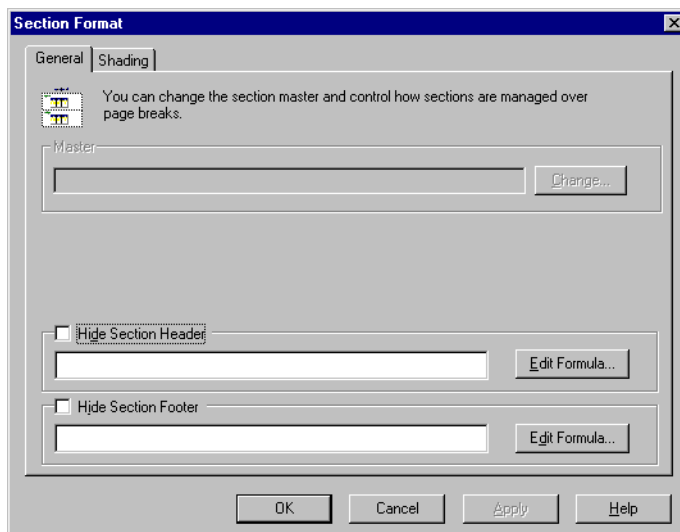 Section Format
General
Shading
You can change the section master and control how sections are managed over
page breaks.
Master
Change...
Hide Section Header
Edit Formula...
Hide Section Footer
Edit Formula...
OK
Cancel
Apply
Help